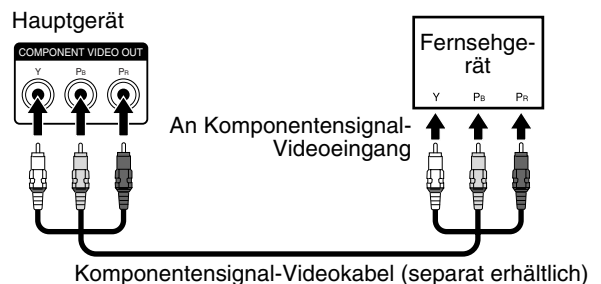 Hauptgerät
COMPONENT VIDEO OUT
Y PB PR
Fernsehge-
rät
Y PB PR
An Komponentensignal-
Videoeingang
Komponentensignal-Videokabel (separat erhältlich)